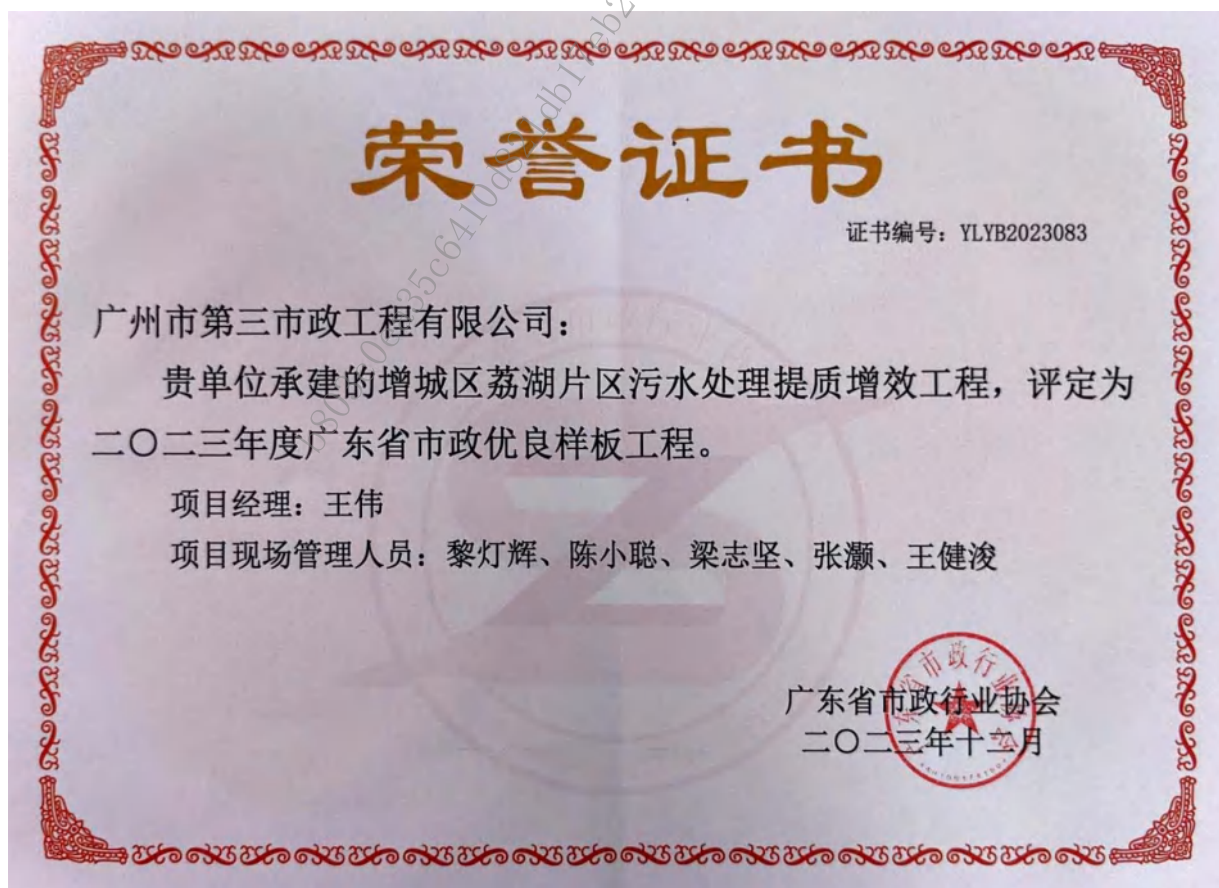 荣誉证书
证书编号：YLYB2023083
广州市第三市政工程有限公司：
贵单位承建的增城区荔湖片区污水处理提质增效工程，评定为
二〇二三年度广东省市政优良样板工程。
项目经理：王伟
项目现场管理人员：黎灯辉、陈小聪、梁志坚、张灏、王健浚
广东省市政行业协会
二〇二三年十二月